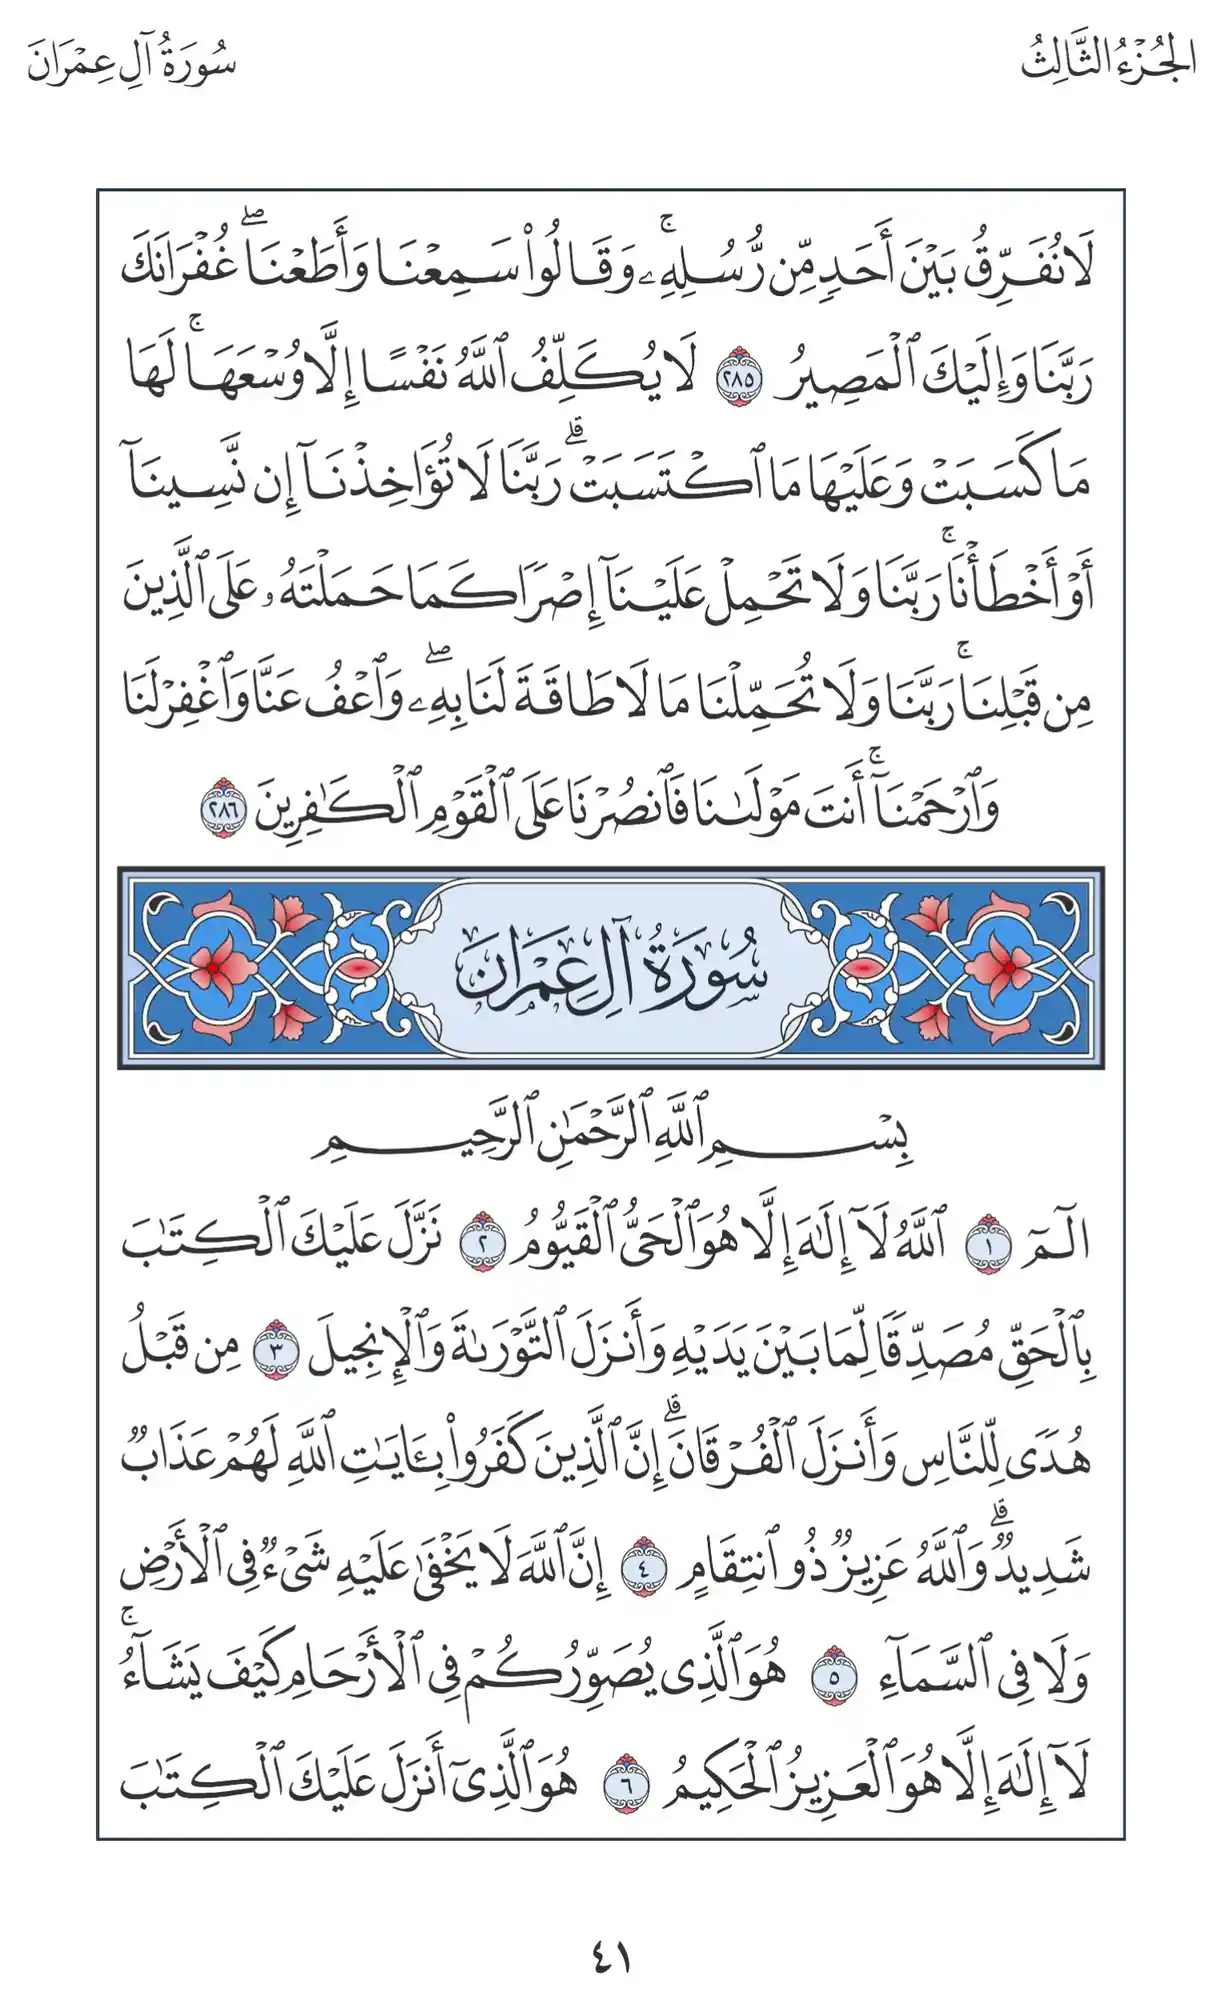 الجُزْءُ الثَّالِثُ
سُورَةُ آلِ عِمْرَانَ
لَا نُفَرِّقُ بَيْنَ أَحَدٖ مِّن رُّسُلِهِۦۚ وَقَالُواْ سَمِعْنَا وَأَطَعْنَاۖ غُفْرَانَكَ
رَبَّنَا وَإِلَيْكَ ٱلْمَصِيرُ ٢٨٥ لَا يُكَلِّفُ ٱللَّهُ نَفْسًا إِلَّا وُسْعَهَاۚ لَهَا
مَا كَسَبَتْ وَعَلَيْهَا مَا ٱكْتَسَبَتْۗ رَبَّنَا لَا تُؤَاخِذْنَآ إِن نَّسِينَآ
أَوْ أَخْطَأْنَاۚ رَبَّنَا وَلَا تَحْمِلْ عَلَيْنَآ إِصْرٗا كَمَا حَمَلْتَهُۥ عَلَى ٱلَّذِينَ
مِن قَبْلِنَاۚ رَبَّنَا وَلَا تُحَمِّلْنَا مَا لَا طَاقَةَ لَنَا بِهِۦۖ وَٱعْفُ عَنَّا وَٱغْفِرْ لَنَا
وَٱرْحَمْنَآۚ أَنتَ مَوْلَىٰنَا فَٱنصُرْنَا عَلَى ٱلْقَوْمِ ٱلْكَٰفِرِينَ ٢٨٦
سُورَةُ آلِ عِمْرَانَ
بِسْمِ ٱللَّهِ ٱلرَّحْمَٰنِ ٱلرَّحِيمِ
الٓمٓ ١ ٱللَّهُ لَآ إِلَٰهَ إِلَّا هُوَ ٱلْحَىُّ ٱلْقَيُّومُ ٢ نَزَّلَ عَلَيْكَ ٱلْكِتَٰبَ
بِٱلْحَقِّ مُصَدِّقٗا لِّمَا بَيْنَ يَدَيْهِ وَأَنزَلَ ٱلتَّوْرَىٰةَ وَٱلْإِنجِيلَ ٣ مِن قَبْلُ
هُدٗى لِّلنَّاسِ وَأَنزَلَ ٱلْفُرْقَانَۗ إِنَّ ٱلَّذِينَ كَفَرُواْ بِـَٔايَٰتِ ٱللَّهِ لَهُمْ عَذَابٞ
شَدِيدٞۗ وَٱللَّهُ عَزِيزٞ ذُو ٱنتِقَامٍ ٤ إِنَّ ٱللَّهَ لَا يَخْفَىٰ عَلَيْهِ شَىْءٞ فِى ٱلْأَرْضِ
وَلَا فِى ٱلسَّمَآءِ ٥ هُوَ ٱلَّذِى يُصَوِّرُكُمْ فِى ٱلْأَرْحَامِ كَيْفَ يَشَآءُۚ
لَآ إِلَٰهَ إِلَّا هُوَ ٱلْعَزِيزُ ٱلْحَكِيمُ ٦ هُوَ ٱلَّذِىٓ أَنزَلَ عَلَيْكَ ٱلْكِتَٰبَ
٤١